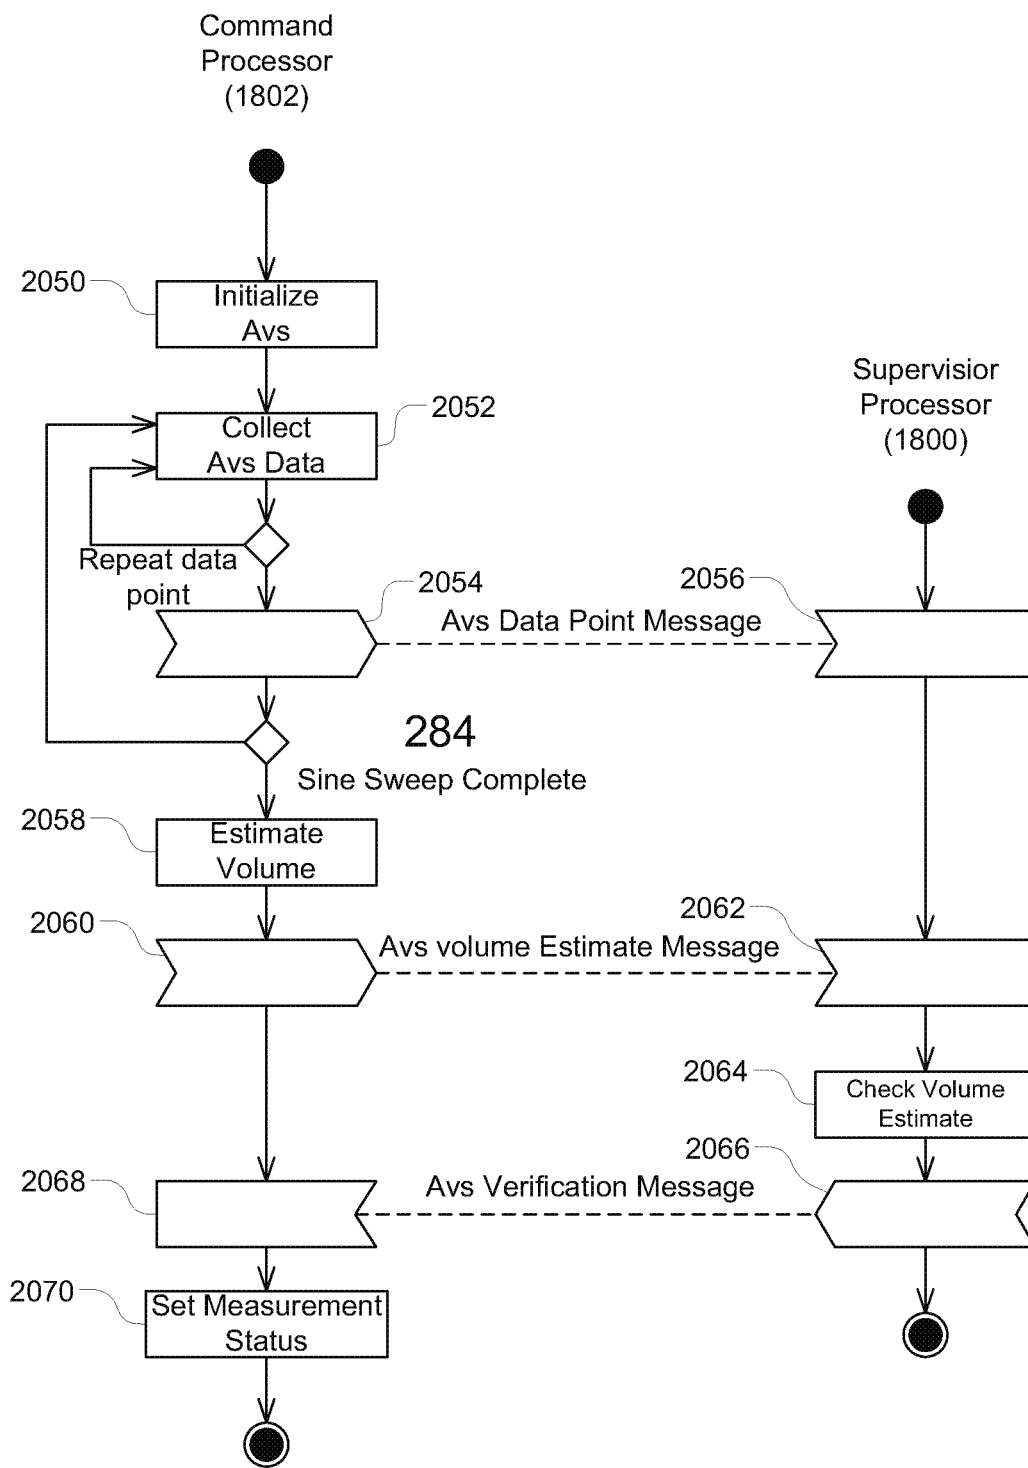 Command
Processor
(1802)
2050
Initialize
Avs
Supervisior
Processor
(1800)
2052
Collect
Avs Data
Repeat data
point
2054
2056
Avs Data Point Message
284
Sine Sweep Complete
2058
Estimate
Volume
2060
2062
Avs volume Estimate Message
2064
Check Volume
Estimate
2066
2068
Avs Verification Message
2070
Set Measurement
Status